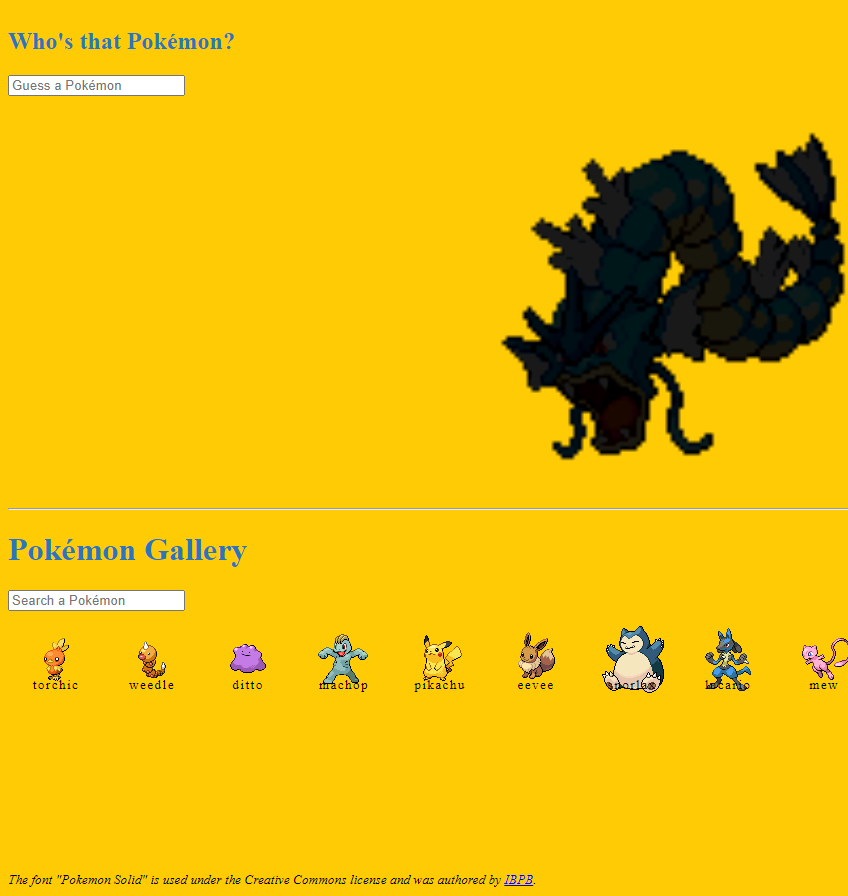 Who's that Pokémon?
Guess a Pokémon
Pokémon Gallery
Search a Pokémon
torchic weedle ditto machop pikachu eevee snorlax lucario mew
The font "Pokemon Solid" is used under the Creative Commons license and was authored by IBPB.